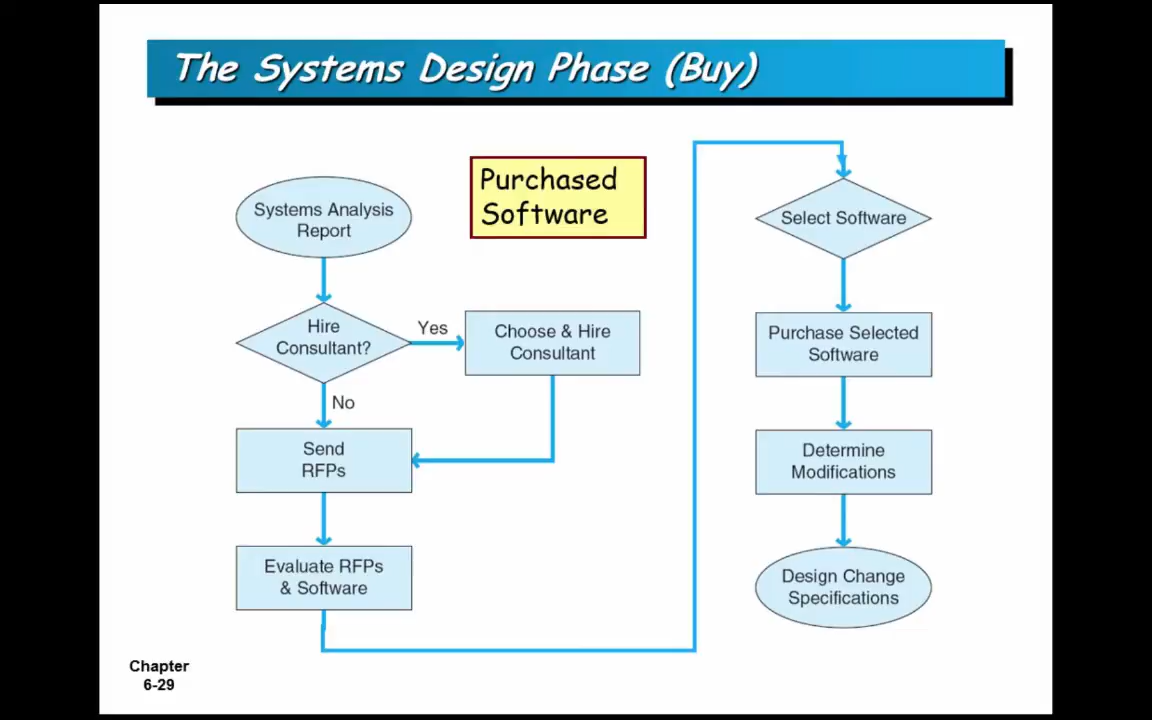 The Systems Design Phase (Buy)
Purchased
Software
Systems Analysis
Report
Hire
Consultant?
Yes
Choose & Hire
Consultant
No
Send
RFPs
Evaluate RFPs
& Software
Select Software
Purchase Selected
Software
Determine
Modifications
Design Change
Specifications
Chapter
6-29